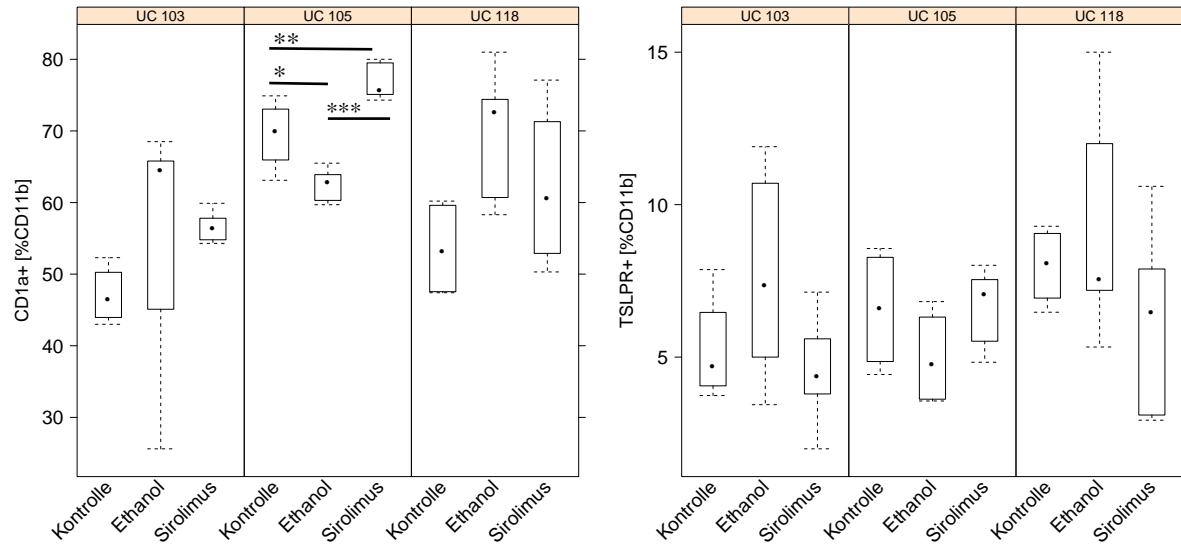 UC 103 UC 105 UC 118
CD1a+ [%CD11b]
80
70
60
50
40
30
**
*
***
Kontrolle Ethanol Sirolimus Kontrolle Ethanol Sirolimus Kontrolle Ethanol Sirolimus
UC 103 UC 105 UC 118
TSLPR+ [%CD11b]
15
10
5
Kontrolle Ethanol Sirolimus Kontrolle Ethanol Sirolimus Kontrolle Ethanol Sirolimus